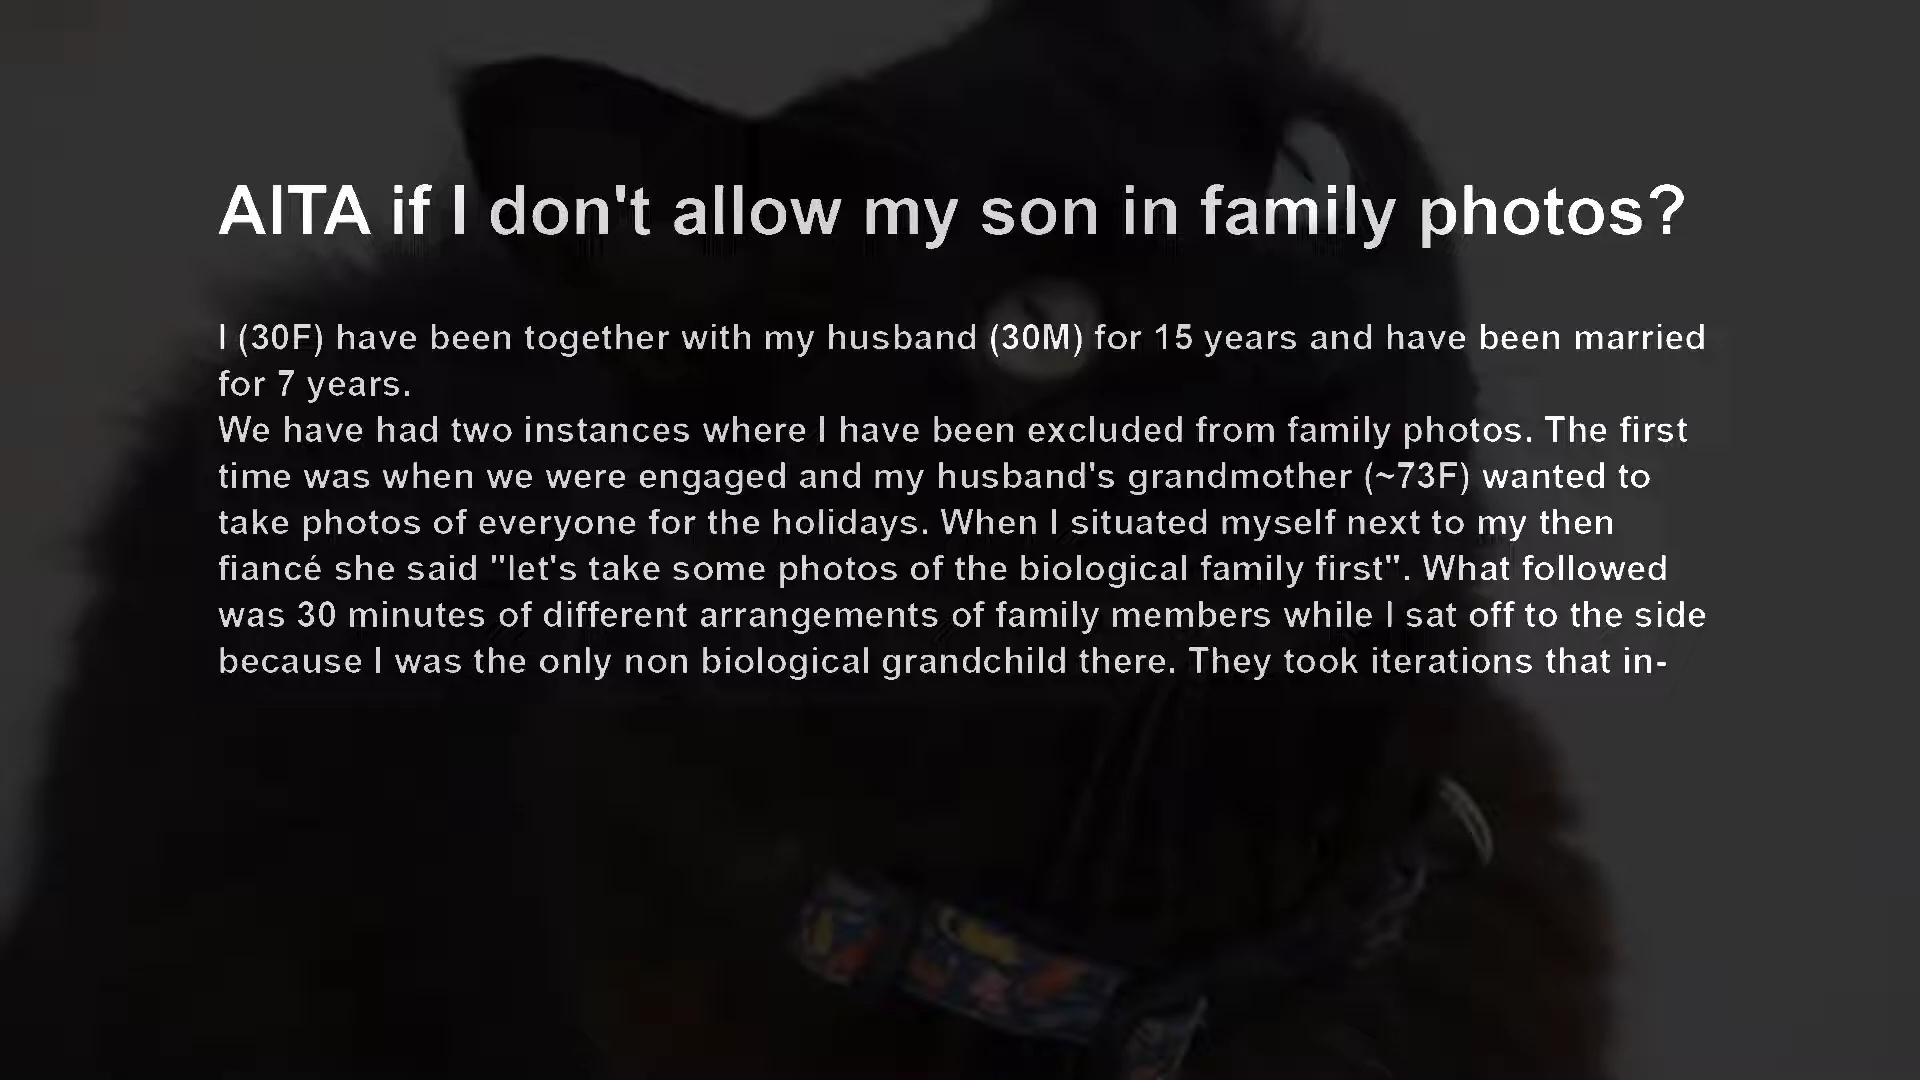 AITA if I don't allow my son in family photos?
I (30F) have been together with my husband (30M) for 15 years and have been married
for 7 years.
We have had two instances where I have been excluded from family photos. The first
time was when we were engaged and my husband's grandmother (~73F) wanted to
take photos of everyone for the holidays. When I situated myself next to my then
fiancé she said "let's take some photos of the biological family first". What followed
was 30 minutes of different arrangements of family members while I sat off to the side
because I was the only non biological grandchild there. They took iterations that in-